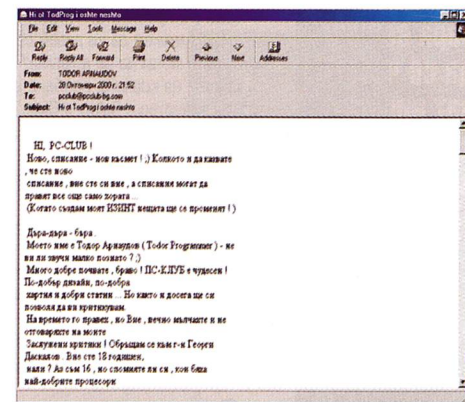 Hi ot TodProg i oshte neshto
File Edit View Tools Message Help
Reply Reply All Forward Print Delete Previous Next Addresses
From: TODOR АРНАУДОV
Date: 20 Октомври 2000 г. 21:52
To: pcclub@pcclub-bg.com
Subject: Hi ot TodProg i oshte neshto
HI, PC-CLUB !
Ново, списание - нов късмет ! ;) Колкото и да казвате
, че сте ново
списание , вие сте си вие , а списания могат да
правят все още само хората ...
(Когато създам моят ИЗИНТ нещата ще се променят ! )
Дъра-дъра - бъра .
Моето име е Тодор Арнаудов ( Todor Programmer ) - не
ви ли звучи малко познато ? ;)
Много добре почвате , браво ! ПС-КЛУБ е чудесен !
По-добър дизайн, по-добра
хартия и добри статии ... Но както и досега ще си
позволя да ви критикувам.
На времето го правех , но Вие , вечно мълчахте и не
отговаряхте на моите
Заслужени критики ! Обръщам се към г-н Георги
Даскалов . Вие сте 18 годишен,
нали ? Аз съм 16 , но спомняте ли си , кои бяха
най-добрите процесори